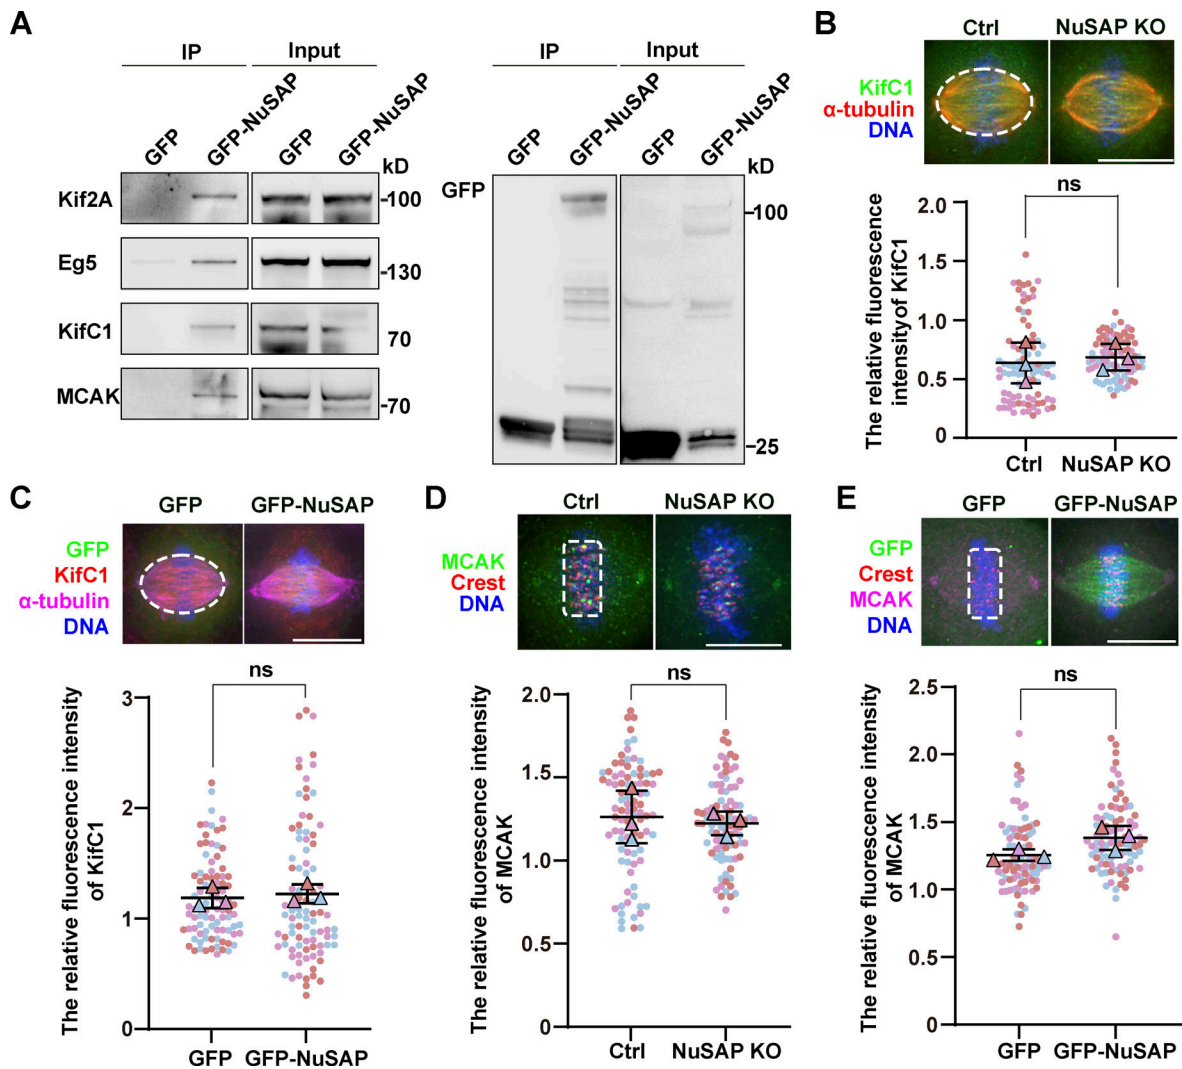 A
IP
Input
GFP
GFP-NuSAP
GFP
GFP-NuSAP
kD
Kif2A
-100
Eg5
-130
KifC1
70
MCAK
-70
IP
Input
GFP
GFP-NuSAP
GFP
GFP-NuSAP
kD
GFP
-100
-25
B
Ctrl
NuSAP KO
KifC1
α-tubulin
DNA
ns
The relative fluorescence
intensityof KifC1
2.0
1.5
1.0
0.5
0
Ctrl
NuSAP KO
C
GFP
GFP-NuSAP
GFP
KifC1
α-tubulin
DNA
ns
The relative fluorescence intensity
of KifC1
3
2
1
0
GFP
GFP-NuSAP
D
Ctrl
NuSAP KO
MCAK
Crest
DNA
ns
The relative fluorescence intensity
of MCAK
2.0
1.5
1.0
0.5
0
Ctrl
NuSAP KO
E
GFP
GFP-NuSAP
GFP
Crest
MCAK
DNA
ns
The relative fluorescence intensity
of MCAK
2.5
2.0
1.5
1.0
0.5
0
GFP
GFP-NuSAP